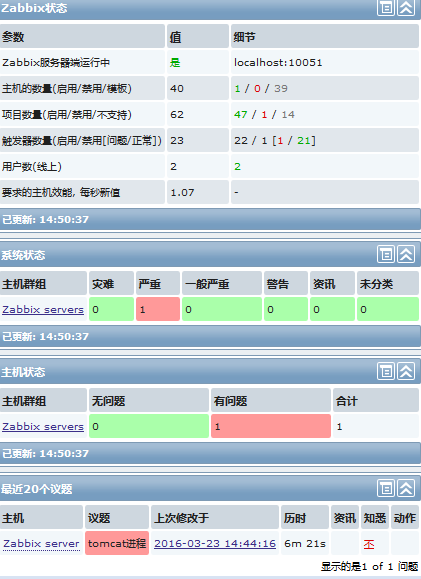 Zabbix状态
参数 值 细节
Zabbix服务器端运行中 是 localhost:10051
主机的数量(启用/禁用/模板) 40 1 / 0 / 39
项目数量(启用/禁用/不支持) 62 47 / 1 / 14
触发器数量(启用/禁用[问题/正常]) 23 22 / 1 [1 / 21]
用户数(线上) 2 2
要求的主机效能, 每秒新值 1.07 -
已更新: 14:50:37
系统状态
主机群组 灾难 严重 一般严重 警告 资讯 未分类
Zabbix servers 0 1 0 0 0 0
已更新: 14:50:37
主机状态
主机群组 无问题 有问题 合计
Zabbix servers 0 1 1
已更新: 14:50:37
最近20个议题
主机 议题 上次修改于 历时 资讯 知悉 动作
Zabbix server tomcat进程 2016-03-23 14:44:16 6m 21s 不
显示的是1 of 1 问题